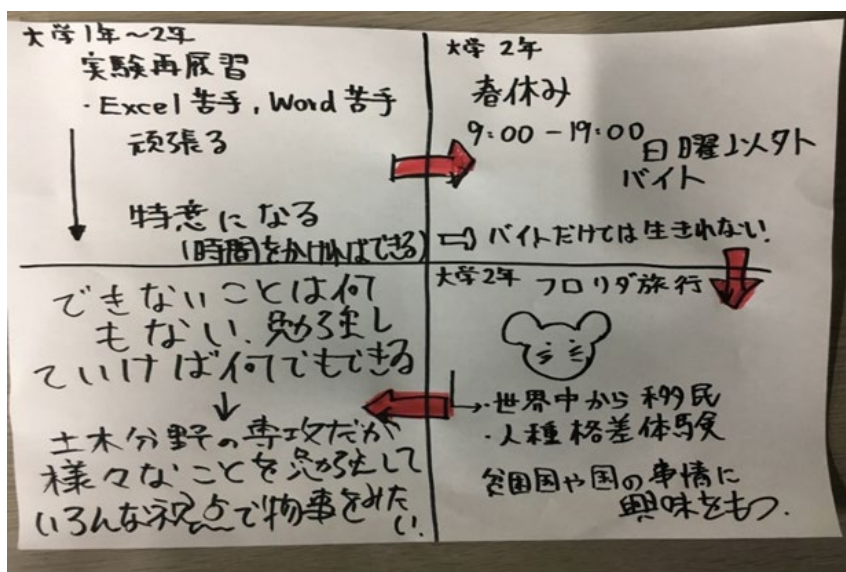 大学1年~2年
実験再履習
・Excel苦手,Word苦手
頑張る
特意になる
(時間をかければできる)
大学2年
春休み
9:00-19:00
日曜以外
バイト
⇨バイトだけでは生きれない.
大学2年 フロリダ旅行
→・世界中から移民
・人種格差体験
貧困国や国の事情に
興味をもつ.
できないことは何
もない.勉強し
ていけば何でもできる
↓
土木分野の専攻だが
様々なことを勉強して
いろんな視点で物事をみた
い.